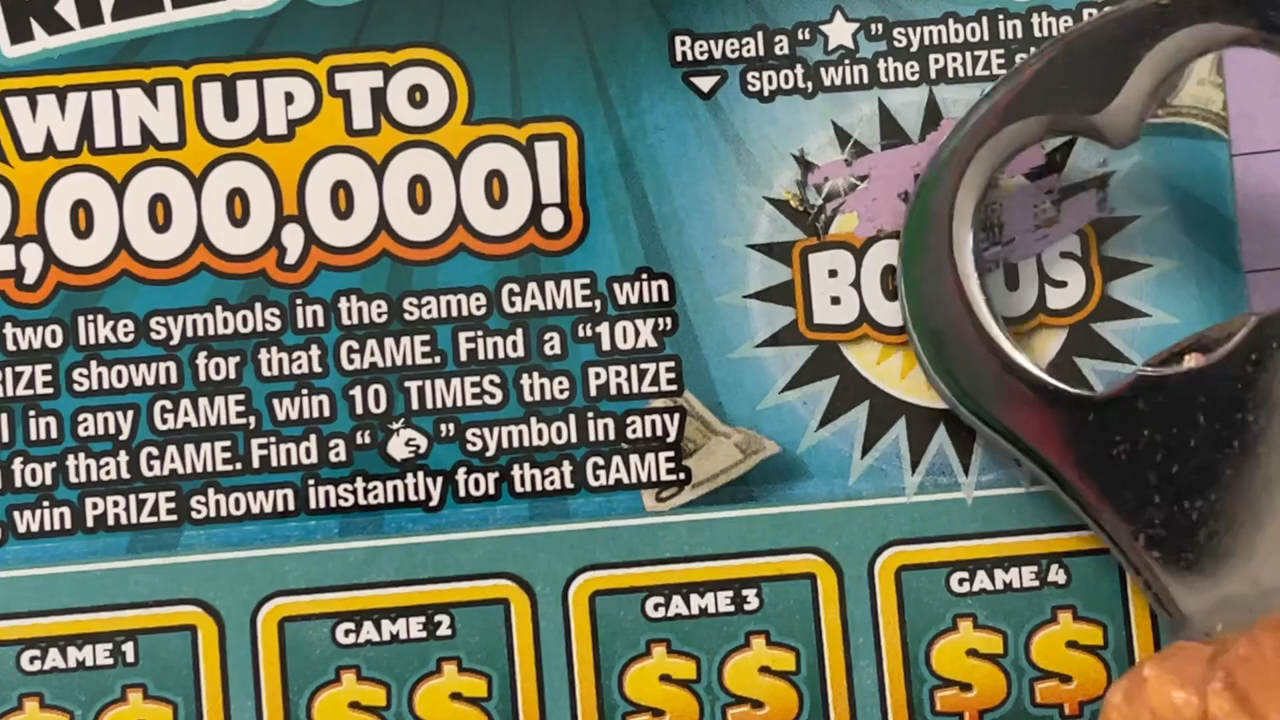 WIN UP TO
2,000,000!
two like symbols in the same GAME, win
shown for that GAME. Find a “10X”
in any GAME, win 10 TIMES the PRIZE
for that GAME. Find a “ ” symbol in any
win PRIZE shown instantly for that GAME.
Reveal a “ ” symbol in the
spot, win the PRIZE
GAME 1
GAME 2
GAME 3
GAME 4
$ $
$ $
$ $
$ $